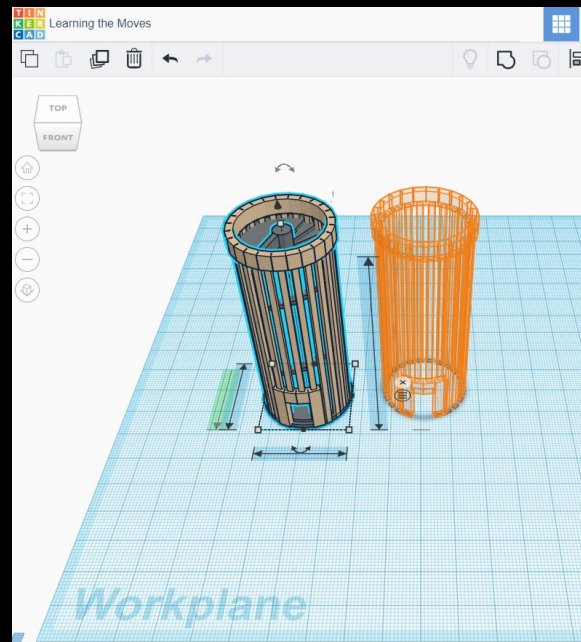 TIN
KER
CAD
Learning the Moves
TOP
FRONT
x
Workplane